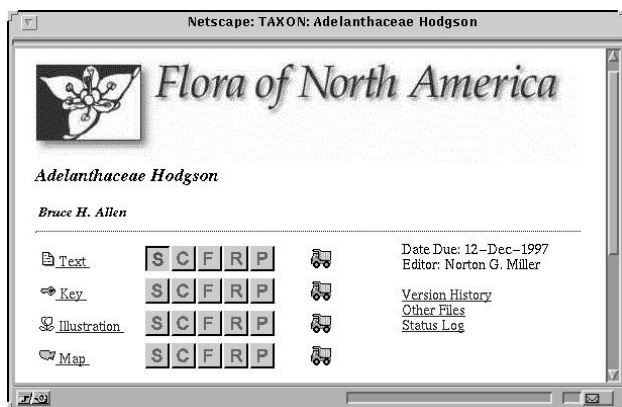 Netscape: TAXON: Adelanthaceae Hodgson
Flora of North America
Adelanthaceae Hodgson
Bruce H. Allen
Text S C F R P
Key S C F R P
Illustration S C F R P
Map S C F R P
Date Due: 12-Dec-1997
Editor: Norton G. Miller
Version History
Other Files
Status Log